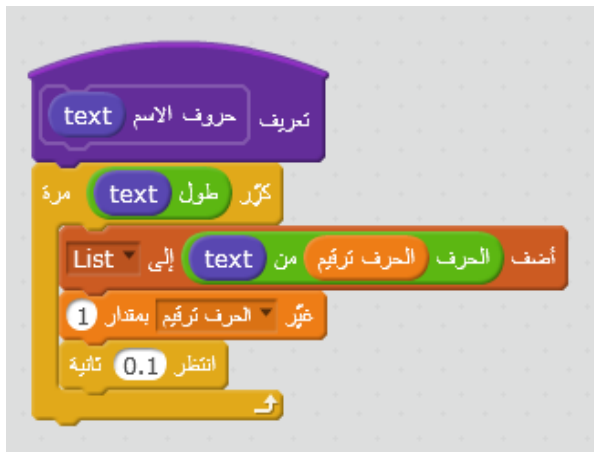 تعريف حروف الاسم text
كرّر طول text مرة
أضف الحرف الحرف ترقيم من text إلى List
غيّر الحرف ترقيم بمقدار 1
انتظر 0.1 ثانية